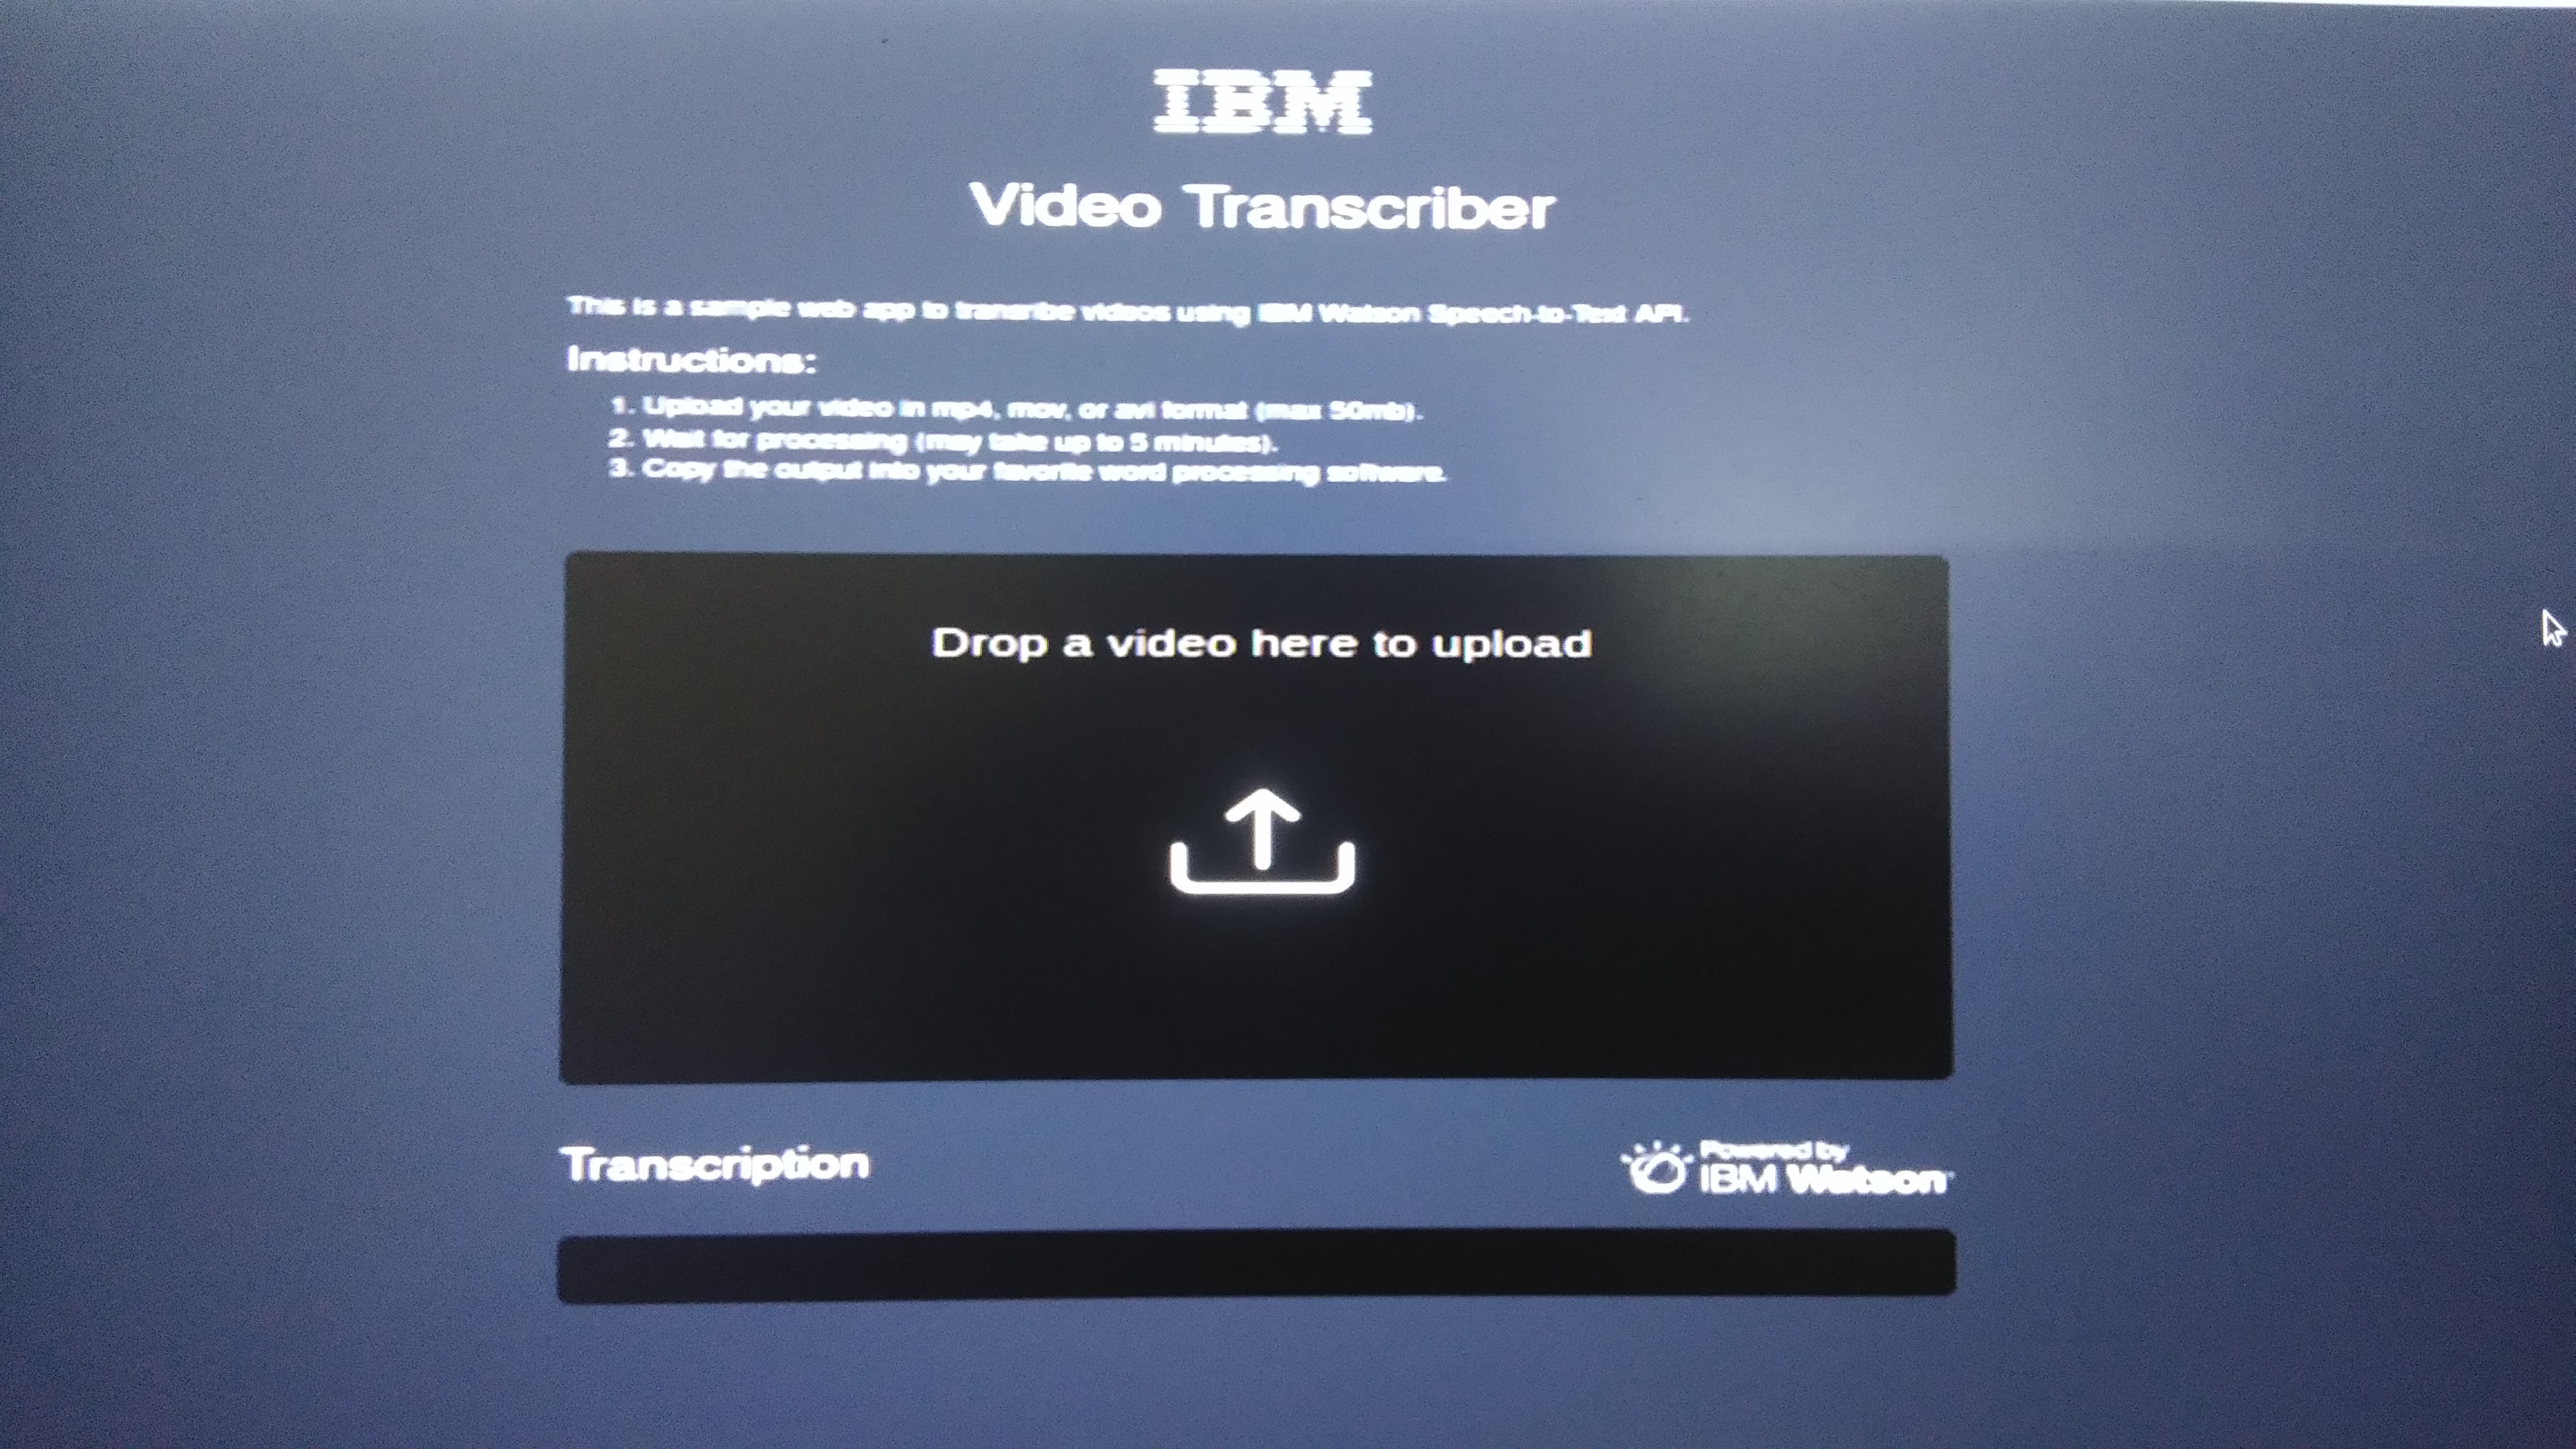 IBM
Video Transcriber
This is a sample web app to transribe videos using IBM Watson Speech-to-Text API.
Instructions:
1. Upload your video in mp4, mov, or avi format (max 50mb).
2. Wait for processing (may take up to 5 minutes).
3. Copy the output into your favorite word processing software.
Drop a video here to upload
Transcription
Powered by
IBM Watson